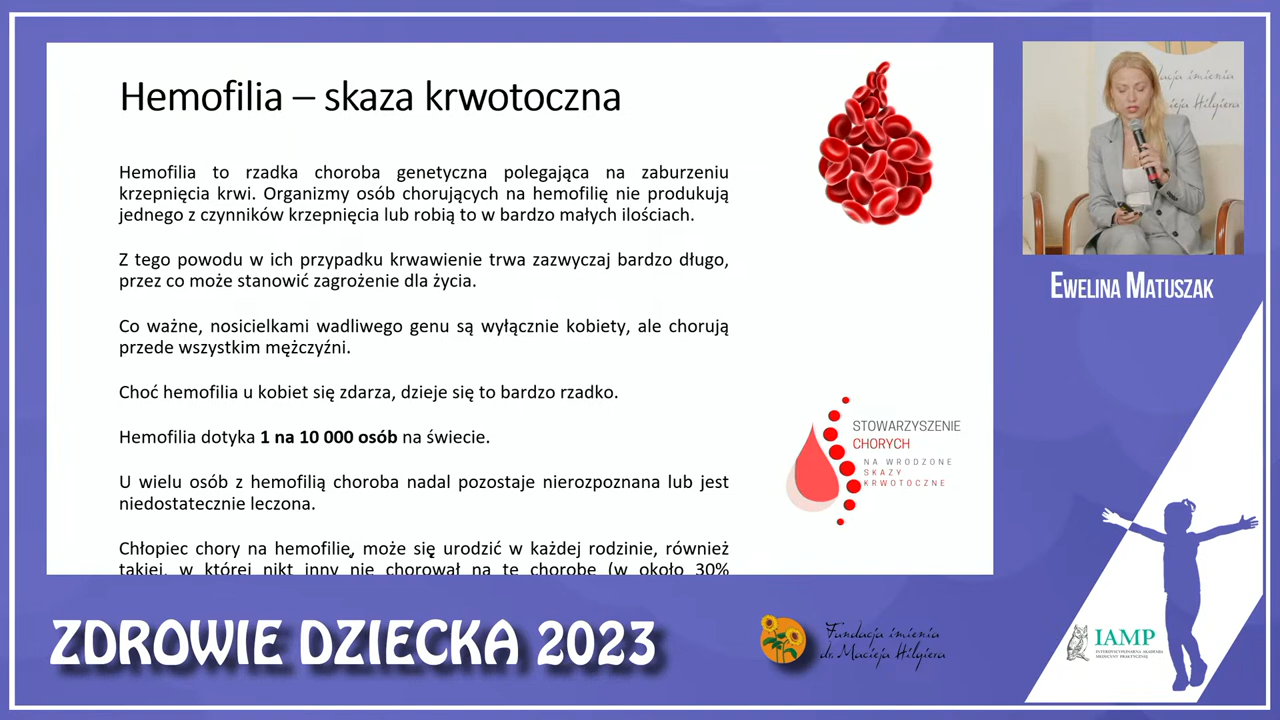 Hemofilia – skaza krwotoczna
Hemofilia to rzadka choroba genetyczna polegająca na zaburzeniu
krzepnięcia krwi. Organizmy osób chorujących na hemofilię nie produkują
jednego z czynników krzepnięcia lub robią to w bardzo małych ilościach.
Z tego powodu w ich przypadku krwawienie trwa zazwyczaj bardzo długo,
przez co może stanowić zagrożenie dla życia.
Co ważne, nosicielkami wadliwego genu są wyłącznie kobiety, ale chorują
przede wszystkim mężczyźni.
Choć hemofilia u kobiet się zdarza, dzieje się to bardzo rzadko.
Hemofilia dotyka 1 na 10 000 osób na świecie.
U wielu osób z hemofilią choroba nadal pozostaje nierozpoznana lub jest
niedostatecznie leczona.
Chłopiec chory na hemofilię, może się urodzić w każdej rodzinie, również
takiej, w której nikt inny nie chorował na tę chorobę (w około 30%
STOWARZYSZENIE
CHORYCH
NA WRODZONE
SKAZY
KRWOTOCZNE
EWELINA MATUSZAK
ZDROWIE DZIECKA 2023
Fundacja imienia
dr Macieja Hilgiera
IAMP
INTERDYSCYPLINARNA AKADEMIA
MEDYCYNY PRAKTYCZNEJ